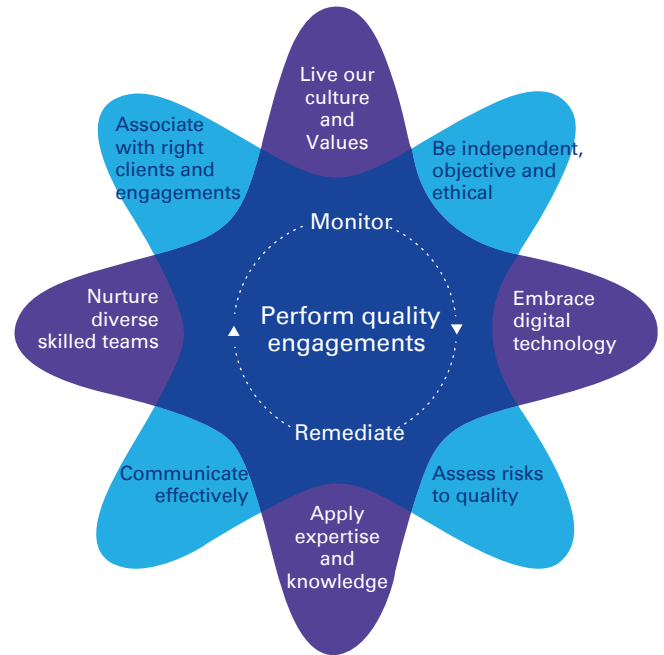 Live our
culture
and
Values
Be independent,
objective and
ethical
Embrace
digital
technology
Assess risks
to quality
Apply
expertise
and
knowledge
Communicate
effectively
Nurture
diverse
skilled teams
Associate
with right
clients and
engagements
Monitor
Perform quality
engagements
Remediate